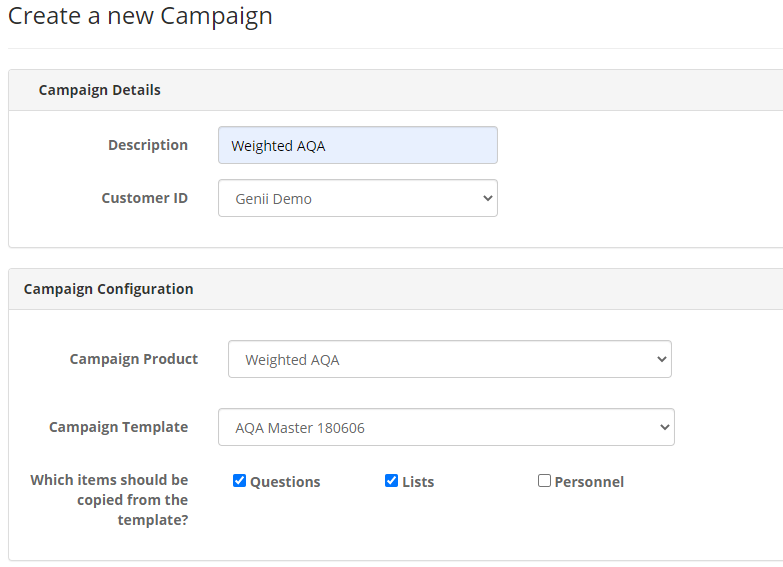 Create a new Campaign
Campaign Details
Description Weighted AQA
Customer ID Genii Demo
Campaign Configuration
Campaign Product Weighted AQA
Campaign Template AQA Master 180606
Which items should be Questions Lists Personnel
copied from the
template?